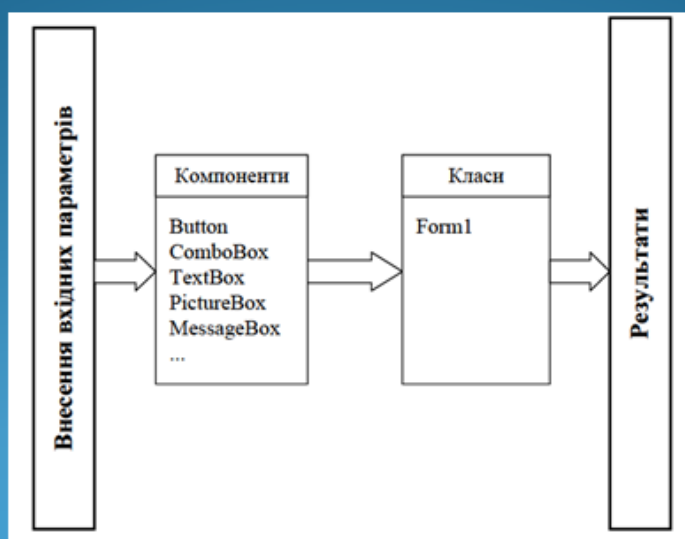 Внесення вхідних параметрів
Компоненти
Button
ComboBox
TextBox
PictureBox
MessageBox
...
Класи
Form1
Результати